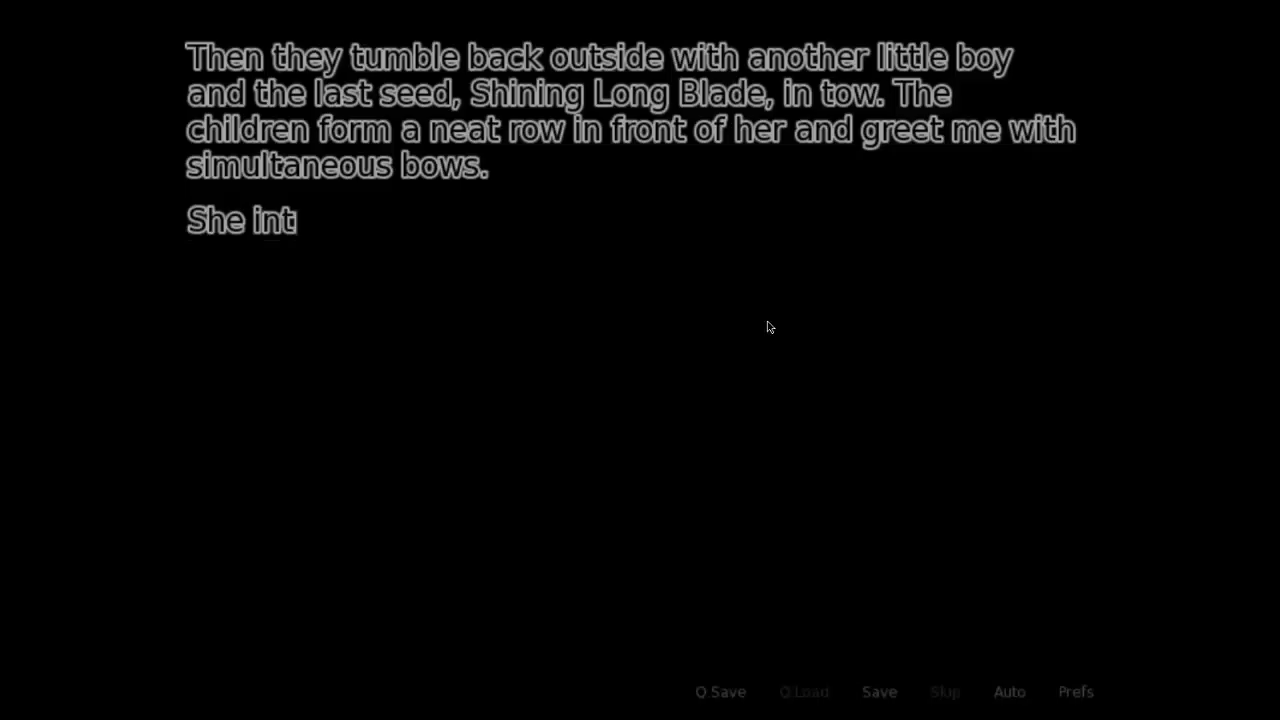 Then they tumble back outside with another little boy
and the last seed, Shining Long Blade, in tow. The
children form a neat row in front of her and greet me with
simultaneous bows.
She int
Q.Save Q.Load Save Skip Auto Prefs